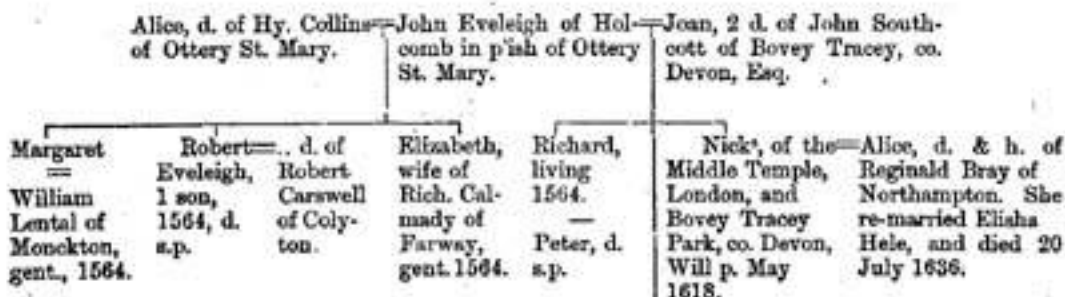 Alice, d. of Hy. Collins=John Eveleigh of Hol-=Joan, 2 d. of John South-
of Ottery St. Mary. comb in p'ish of Ottery cott of Bovey Tracey, co.
St. Mary. Devon, Esq.
Margaret
=
William
Lental of
Monckton,
gent., 1564.
Robert=
Eveleigh,
1 son,
1564, d.
s.p.
.. d. of
Robert
Carswell
of Coly-
ton.
Elizabeth,
wife of
Rich. Cal-
mady of
Farway,
gent. 1564.
Richard,
living
1564.
—
Peter, d.
s.p.
Nichs, of the=
Middle Temple,
London, and
Bovey Tracey
Park, co. Devon,
Will p. May
1618.
Alice, d. & h. of
Reginald Bray of
Northampton. She
re-married Elisha
Hele, and died 20
July 1636.